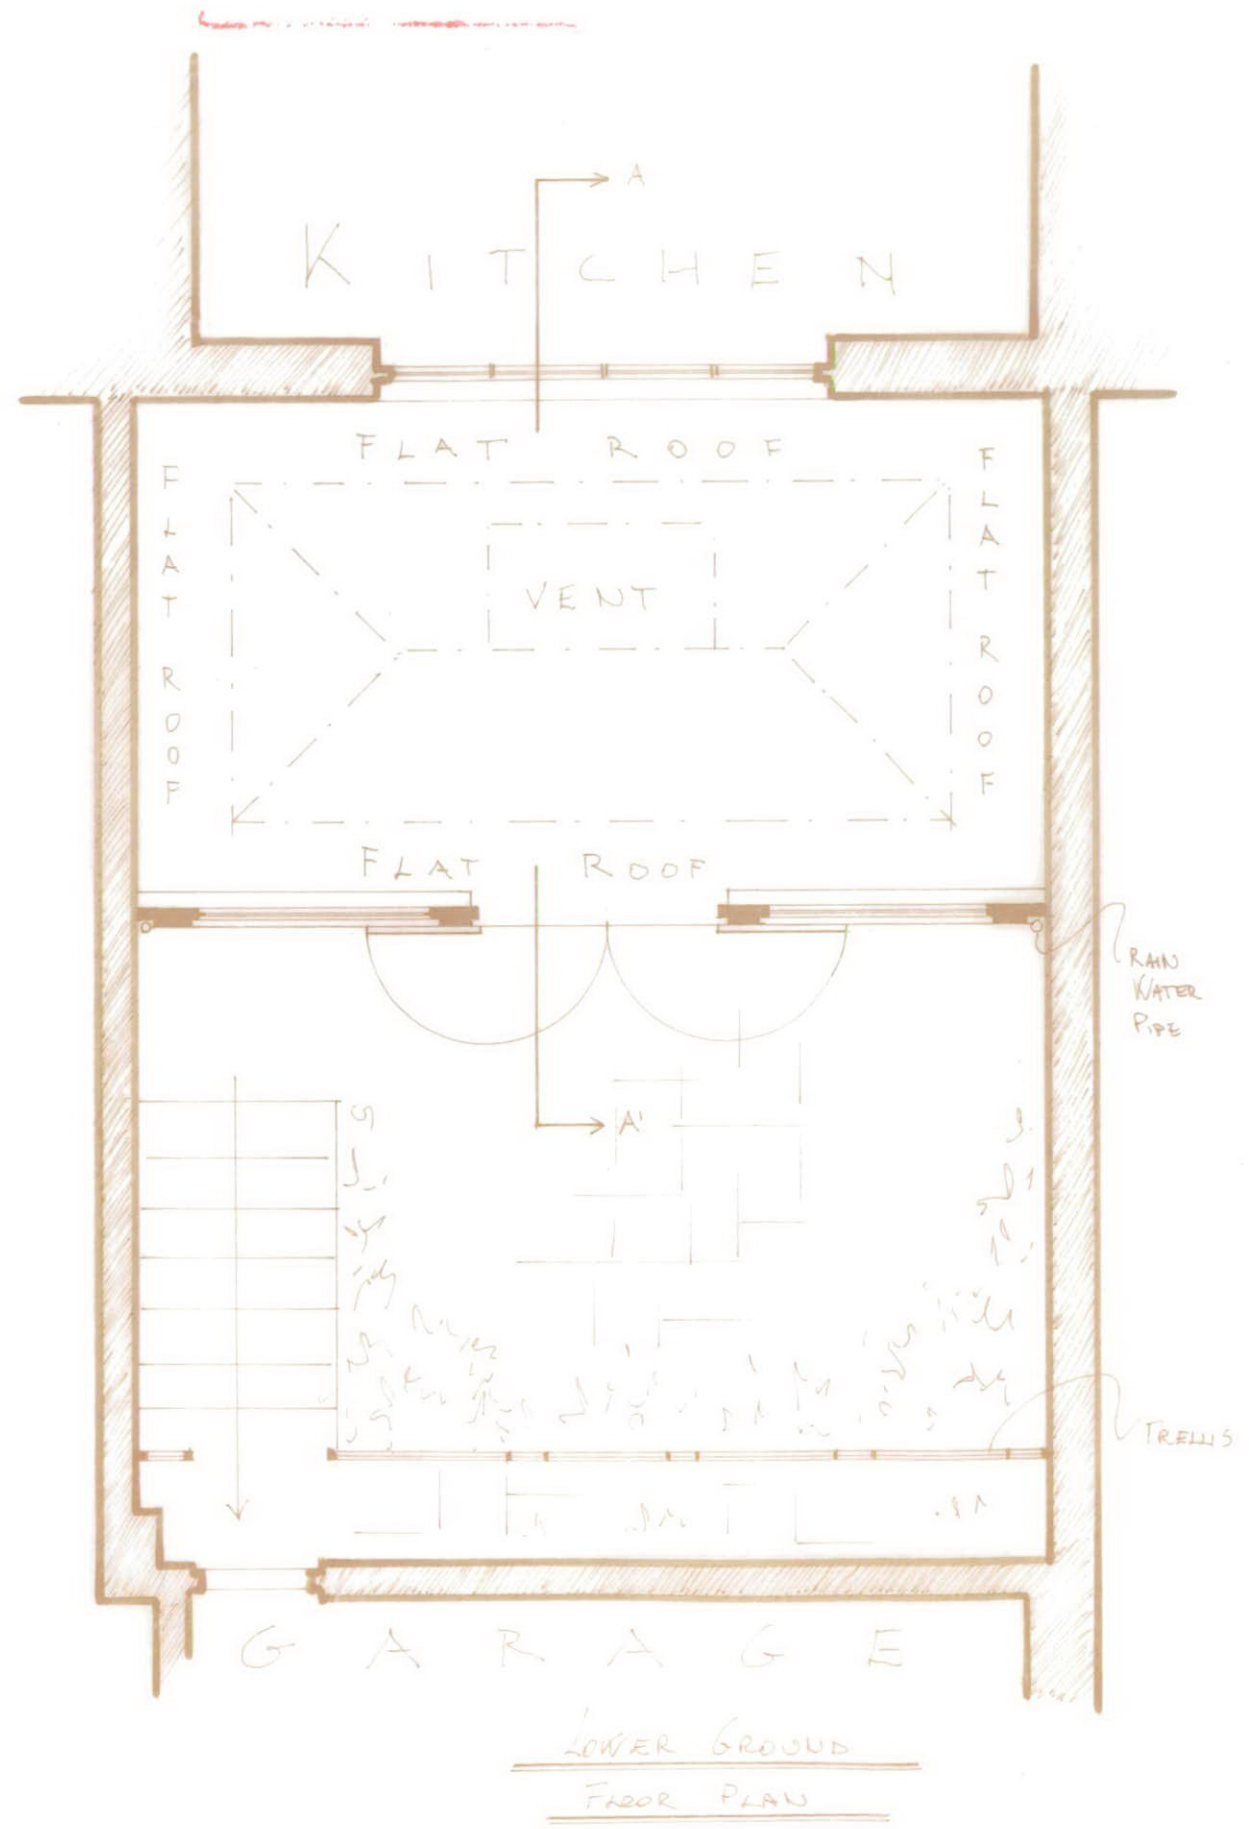 A
KITCHEN
FLAT ROOF
FLAT ROOF
FLAT ROOF
VENT
FLAT ROOF
RAIN
WATER
PIPE
A'
TRELLIS
GARAGE
LOWER GROUND
FLOOR PLAN